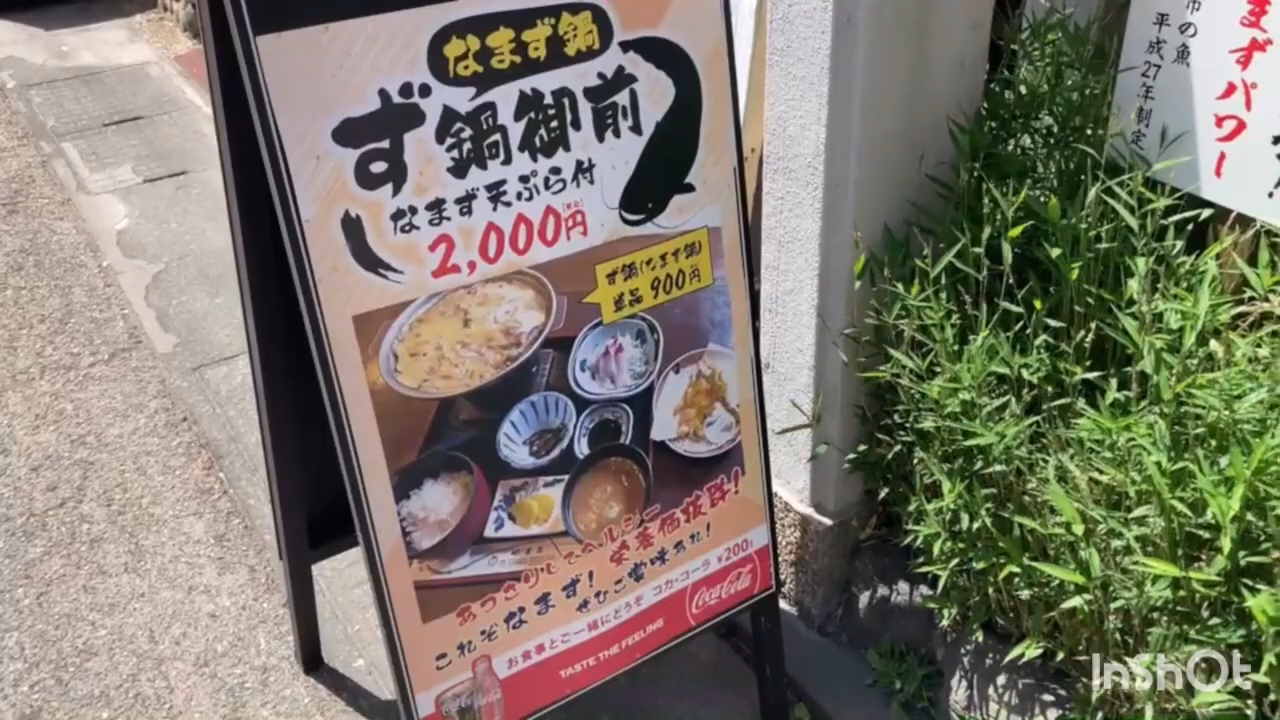 なまず鍋
ず鍋御前
なまず天ぷら付
[税込]
2,000円
ず鍋(なまず鍋)
単品 900円
あっさりしてヘルシー
栄養価抜群!
これぞなまず!
ぜひご賞味あれ!
お食事とご一緒にどうぞ コカ・コーラ ¥200
Coca-Cola
TASTE THE FEELING
まずパワー
市の魚
平成27年制定
InShOt